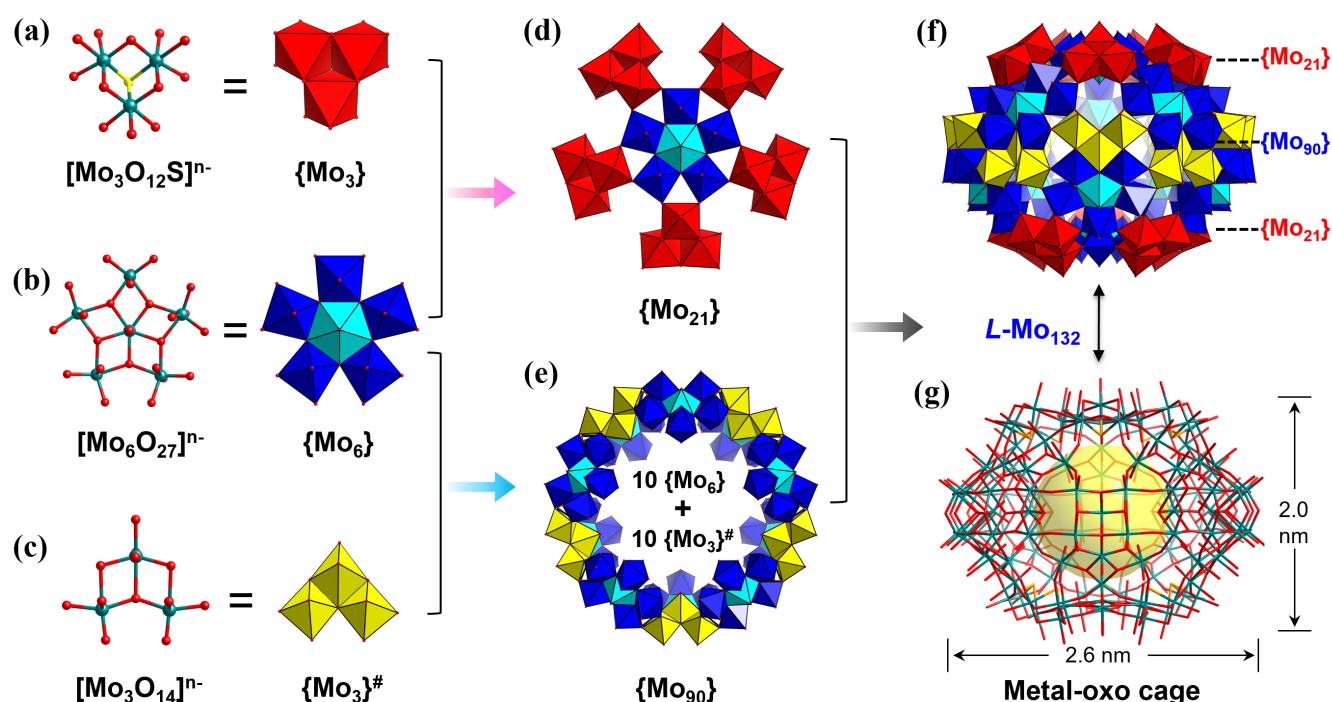 (a)
=
[Mo₃O₁₂S]ⁿ⁻
{Mo₃}
(b)
=
[Mo₆O₂₇]ⁿ⁻
{Mo₆}
(c)
=
[Mo₃O₁₄]ⁿ⁻
{Mo₃}#
(d)
{Mo₂₁}
(e)
10 {Mo₆}
+
10 {Mo₃}#
{Mo₉₀}
(f)
{Mo₂₁}
{Mo₉₀}
{Mo₂₁}
L-Mo₁₃₂
(g)
2.0
nm
2.6 nm
Metal-oxo cage